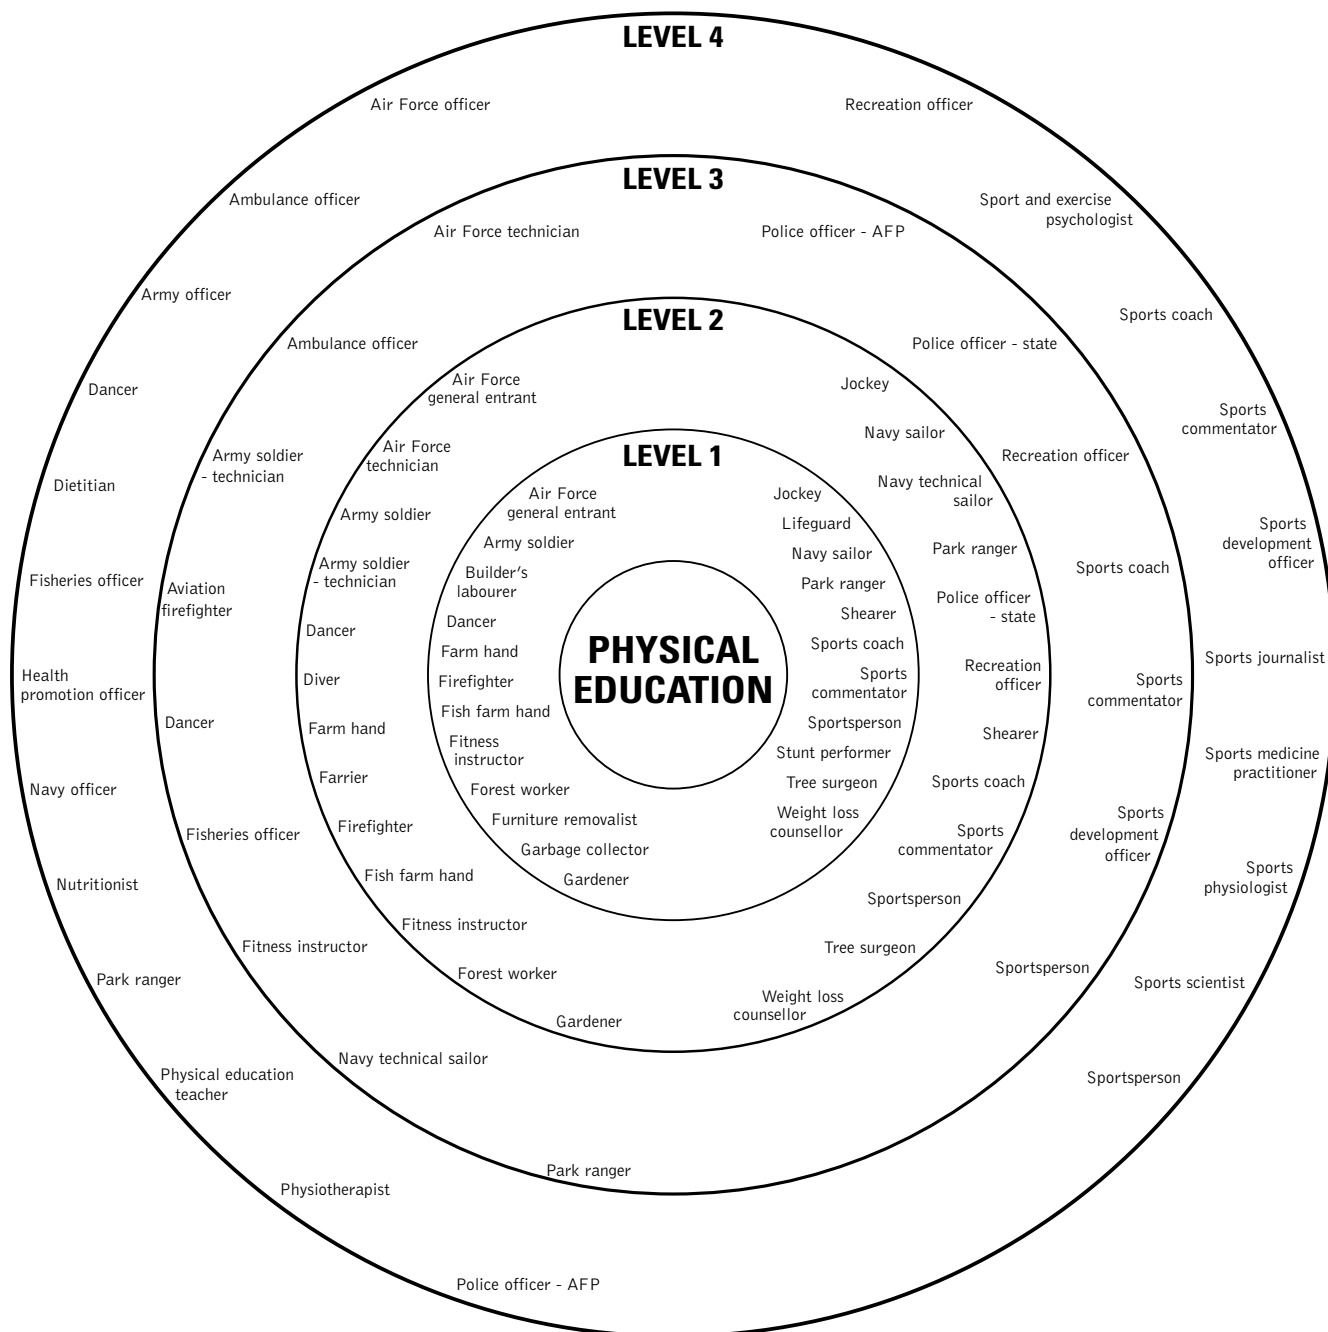 LEVEL 4
Air Force officer
Ambulance officer
Army officer
Dancer
Dietitian
Fisheries officer
Health
promotion officer
Navy officer
Nutritionist
Park ranger
Physical education
teacher
Physiotherapist
Police officer - AFP
Recreation officer
Sport and exercise
psychologist
Sports coach
Sports
commentator
Sports
development
officer
Sports journalist
Sports medicine
practitioner
Sports
physiologist
Sports scientist
Sportsperson
LEVEL 3
Air Force technician
Ambulance officer
Army soldier
- technician
Aviation
firefighter
Dancer
Fisheries officer
Fitness instructor
Navy technical sailor
Park ranger
Police officer - AFP
Police officer - state
Recreation officer
Sports coach
Sports
commentator
Sports
development
officer
Sportsperson
LEVEL 2
Air Force
general entrant
Air Force
technician
Army soldier
Army soldier
- technician
Dancer
Diver
Farm hand
Farrier
Firefighter
Fish farm hand
Fitness instructor
Forest worker
Gardener
Jockey
Navy sailor
Navy technical
sailor
Park ranger
Police officer
- state
Recreation
officer
Shearer
Sports coach
Sports
commentator
Sportsperson
Tree surgeon
Weight loss
counsellor
LEVEL 1
Air Force
general entrant
Army soldier
Builder's
labourer
Dancer
Farm hand
Firefighter
Fish farm hand
Fitness
instructor
Forest worker
Furniture removalist
Garbage collector
Gardener
Jockey
Lifeguard
Navy sailor
Park ranger
Shearer
Sports coach
Sports
commentator
Sportsperson
Stunt performer
Tree surgeon
Weight loss
counsellor
PHYSICAL
EDUCATION